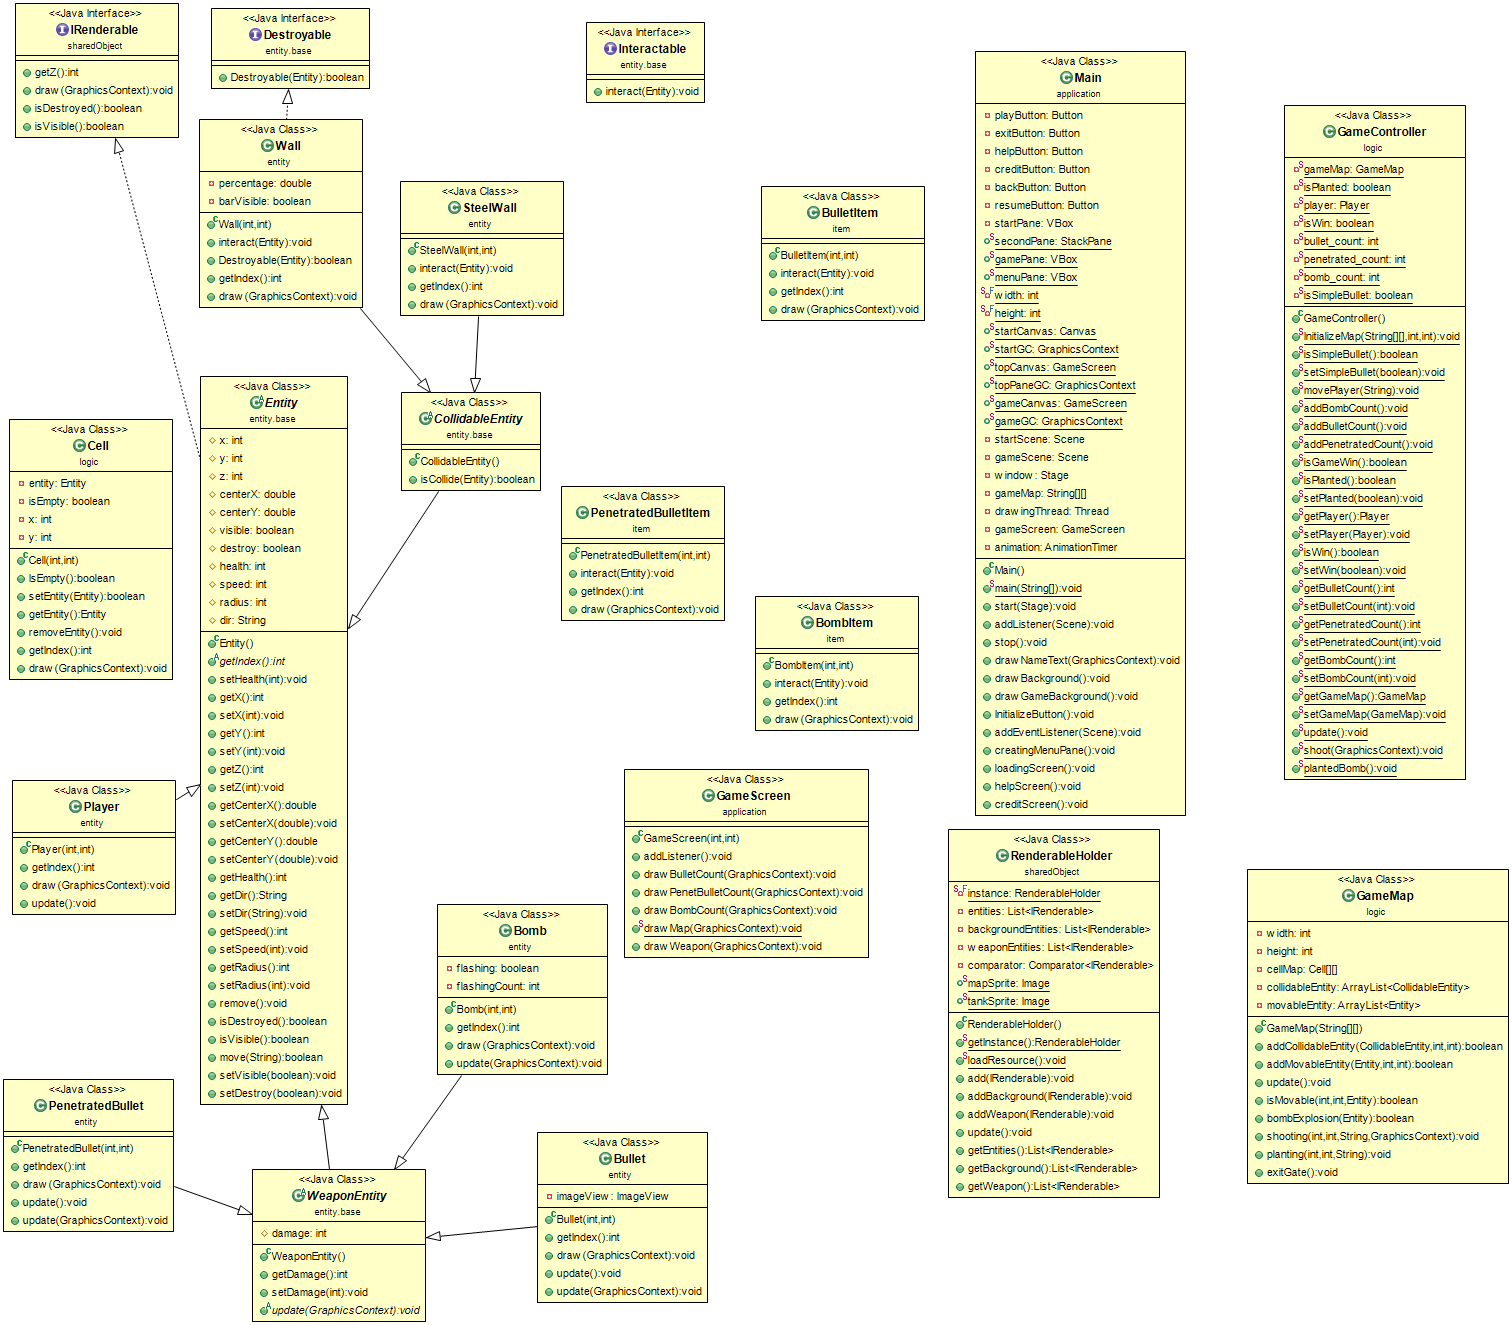 <<Java Interface>>
IRenderable
sharedObject
getZ():int
draw(GraphicsContext):void
isDestroyed():boolean
isVisible():boolean
<<Java Interface>>
Destroyable
entity.base
Destroyable(Entity):boolean
<<Java Interface>>
Interactable
entity.base
interact(Entity):void
<<Java Class>>
Wall
entity
percentage: double
barVisible: boolean
Wall(int,int)
interact(Entity):void
Destroyable(Entity):boolean
getIndex():int
draw(GraphicsContext):void
<<Java Class>>
SteelWall
entity
SteelWall(int,int)
interact(Entity):void
getIndex():int
draw(GraphicsContext):void
<<Java Class>>
BulletItem
item
BulletItem(int,int)
interact(Entity):void
getIndex():int
draw(GraphicsContext):void
<<Java Class>>
Main
application
playButton: Button
exitButton: Button
helpButton: Button
creditButton: Button
backButton: Button
resumeButton: Button
startPane: VBox
secondPane: StackPane
gamePane: VBox
menuPane: VBox
width: int
height: int
startCanvas: Canvas
startGC: GraphicsContext
topCanvas: GameScreen
topPaneGC: GraphicsContext
gameCanvas: GameScreen
gameGC: GraphicsContext
startScene: Scene
gameScene: Scene
window: Stage
gameMap: String[][]
drawingThread: Thread
gameScreen: GameScreen
animation: AnimationTimer
Main()
main(String[]):void
start(Stage):void
addListener(Scene):void
stop():void
drawNameText(GraphicsContext):void
drawBackground():void
drawGameBackground():void
InitializeButton():void
addEventListener(Scene):void
creatingMenuPane():void
loadingScreen():void
helpScreen():void
creditScreen():void
<<Java Class>>
GameController
logic
gameMap: GameMap
isPlanted: boolean
player: Player
isWin: boolean
bullet_count: int
penetrated_count: int
bomb_count: int
isSimpleBullet: boolean
GameController()
InitializeMap(String[][],int,int):void
isSimpleBullet():boolean
setSimpleBullet(boolean):void
movePlayer(String):void
addBombCount():void
addBulletCount():void
addPenetratedCount():void
isGameWin():boolean
isPlanted():boolean
setPlanted(boolean):void
getPlayer():Player
setPlayer(Player):void
isWin():boolean
setWin(boolean):void
getBulletCount():int
setBulletCount(int):void
getPenetratedCount():int
setPenetratedCount(int):void
getBombCount():int
setBombCount(int):void
getGameMap():GameMap
setGameMap(GameMap):void
update():void
shoot(GraphicsContext):void
plantedBomb():void
<<Java Class>>
Cell
logic
entity: Entity
isEmpty: boolean
x: int
y: int
Cell(int,int)
IsEmpty():boolean
setEntity(Entity):boolean
getEntity():Entity
removeEntity():void
getIndex():int
draw(GraphicsContext):void
<<Java Class>>
Entity
entity.base
x: int
y: int
z: int
centerX: double
centerY: double
visible: boolean
destroy: boolean
health: int
speed: int
radius: int
dir: String
Entity()
getIndex():int
setHealth(int):void
getX():int
setX(int):void
getY():int
setY(int):void
getZ():int
setZ(int):void
getCenterX():double
setCenterX(double):void
getCenterY():double
setCenterY(double):void
getHealth():int
getDir():String
setDir(String):void
getSpeed():int
setSpeed(int):void
getRadius():int
setRadius(int):void
remove():void
isDestroyed():boolean
isVisible():boolean
move(String):boolean
setVisible(boolean):void
setDestroy(boolean):void
<<Java Class>>
CollidableEntity
entity.base
CollidableEntity()
isCollide(Entity):boolean
<<Java Class>>
PenetratedBulletItem
item
PenetratedBulletItem(int,int)
interact(Entity):void
getIndex():int
draw(GraphicsContext):void
<<Java Class>>
BombItem
item
BombItem(int,int)
interact(Entity):void
getIndex():int
draw(GraphicsContext):void
<<Java Class>>
Player
entity
Player(int,int)
getIndex():int
draw(GraphicsContext):void
update():void
<<Java Class>>
GameScreen
application
GameScreen(int,int)
addListener():void
drawBulletCount(GraphicsContext):void
drawPenetBulletCount(GraphicsContext):void
drawBombCount(GraphicsContext):void
drawMap(GraphicsContext):void
drawWeapon(GraphicsContext):void
<<Java Class>>
RenderableHolder
sharedObject
instance: RenderableHolder
entities: List<IRenderable>
backgroundEntities: List<IRenderable>
weaponEntities: List<IRenderable>
comparator: Comparator<IRenderable>
mapSprite: Image
tankSprite: Image
RenderableHolder()
getInstance():RenderableHolder
loadResource():void
add(IRenderable):void
addBackground(IRenderable):void
addWeapon(IRenderable):void
update():void
getEntities():List<IRenderable>
getBackground():List<IRenderable>
getWeapon():List<IRenderable>
<<Java Class>>
GameMap
logic
width: int
height: int
cellMap: Cell[][]
collidableEntity: ArrayList<CollidableEntity>
movableEntity: ArrayList<Entity>
GameMap(String[][])
addCollidableEntity(CollidableEntity,int,int):boolean
addMovableEntity(Entity,int,int):boolean
update():void
isMovable(int,int,Entity):boolean
bombExplosion(Entity):boolean
shooting(int,int,String,GraphicsContext):void
planting(int,int,String):void
exitGate():void
<<Java Class>>
Bomb
entity
flashing: boolean
flashingCount: int
Bomb(int,int)
getIndex():int
draw(GraphicsContext):void
update(GraphicsContext):void
<<Java Class>>
PenetratedBullet
entity
PenetratedBullet(int,int)
getIndex():int
draw(GraphicsContext):void
update():void
update(GraphicsContext):void
<<Java Class>>
WeaponEntity
entity.base
damage: int
WeaponEntity()
getDamage():int
setDamage(int):void
update(GraphicsContext):void
<<Java Class>>
Bullet
entity
imageView: ImageView
Bullet(int,int)
getIndex():int
draw(GraphicsContext):void
update():void
update(GraphicsContext):void